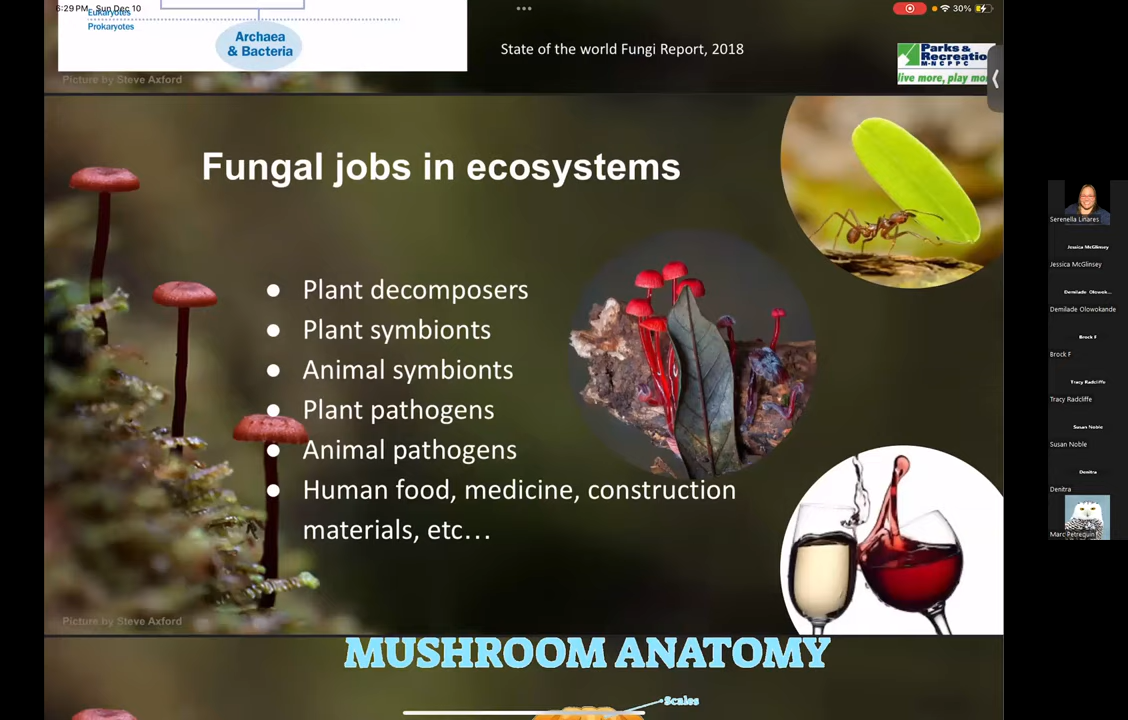 6:29 PM Sun Dec 10
30%
Eukaryotes
Prokaryotes
Archaea
& Bacteria
State of the world Fungi Report, 2018
Parks &
Recreatio
M-NCPPC
live more, play mo
Picture by Steve Axford
Fungal jobs in ecosystems
● Plant decomposers
● Plant symbionts
● Animal symbionts
● Plant pathogens
● Animal pathogens
● Human food, medicine, construction
materials, etc...
Picture by Steve Axford
MUSHROOM ANATOMY
Scales
Serenella Linares
Jessica McGlinsey
Jessica McGlinsey
Demilade Olowok...
Demilade Olowokande
Brock F
Brock F
Tracy Radcliffe
Tracy Radcliffe
Susan Noble
Susan Noble
Denitra
Denitra
Marc Petrequin